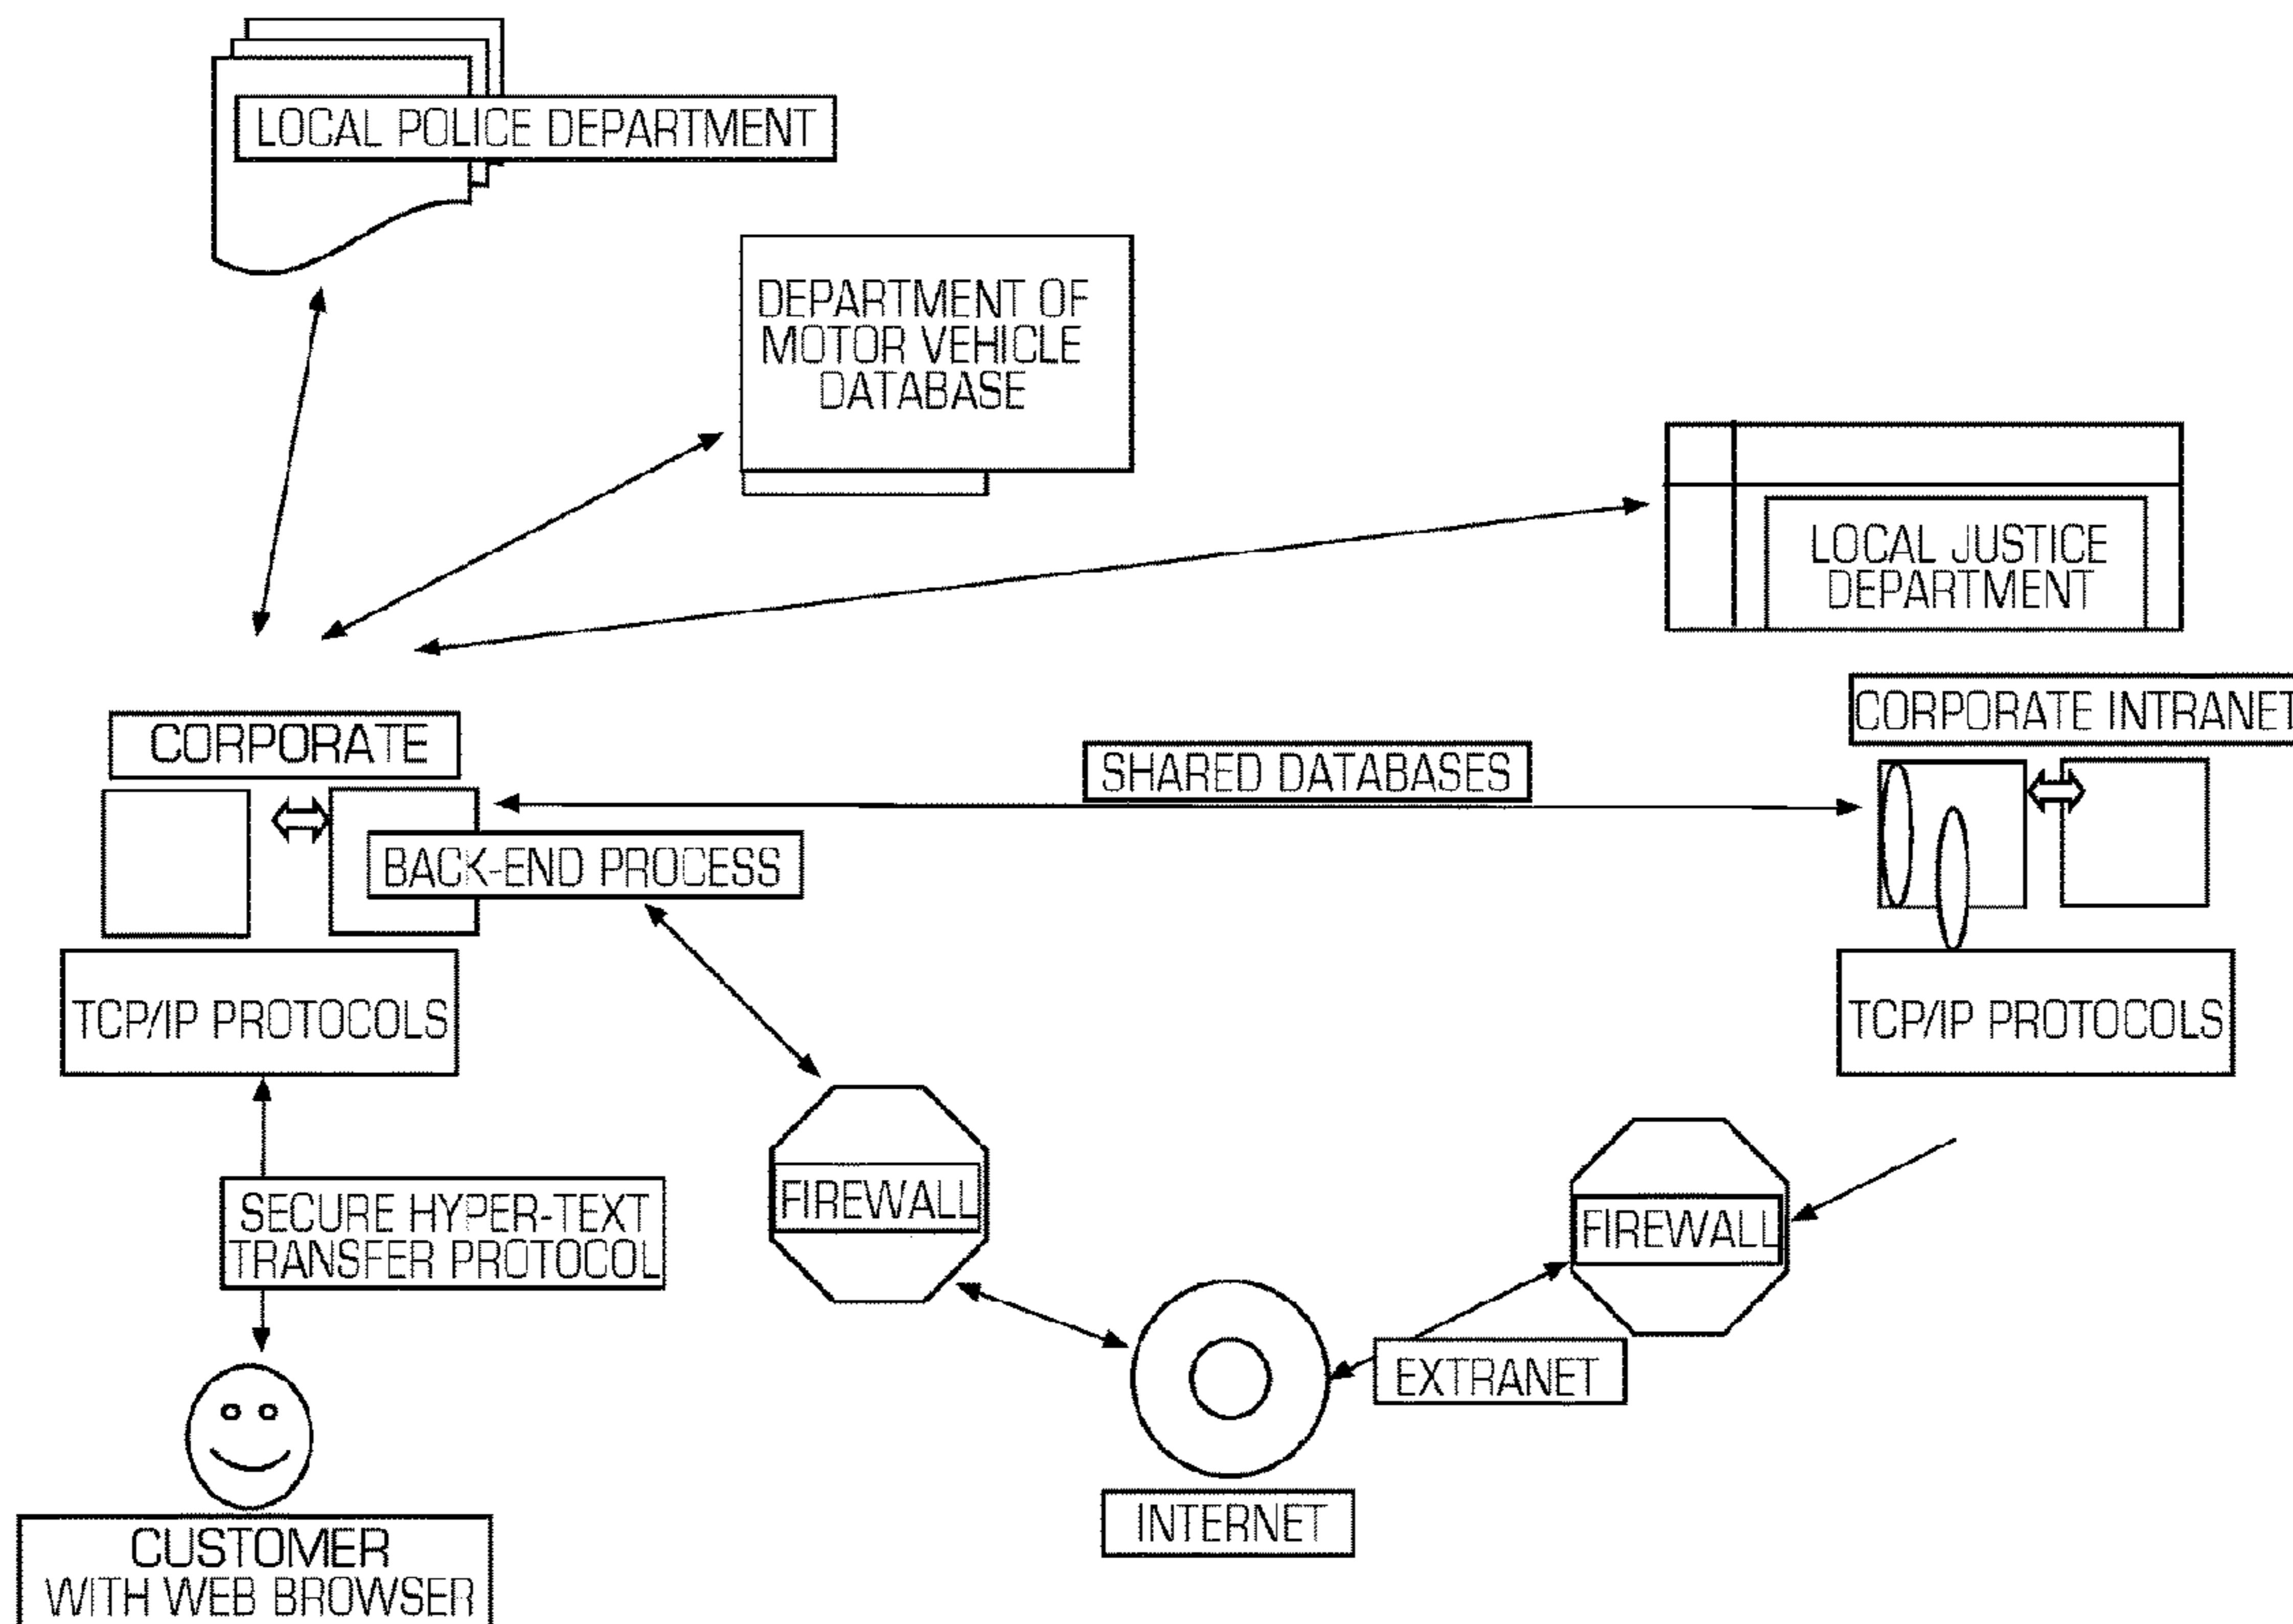 LOCAL POLICE DEPARTMENT
DEPARTMENT OF
MOTOR VEHICLE
DATABASE
LOCAL JUSTICE
DEPARTMENT
CORPORATE INTRANET
CORPORATE
SHARED DATABASES
BACK-END PROCESS
TCP/IP PROTOCOLS
TCP/IP PROTOCOLS
SECURE HYPER-TEXT
TRANSFER PROTOCOL
FIREWALL
FIREWALL
EXTRANET
INTERNET
CUSTOMER
WITH WEB BROWSER